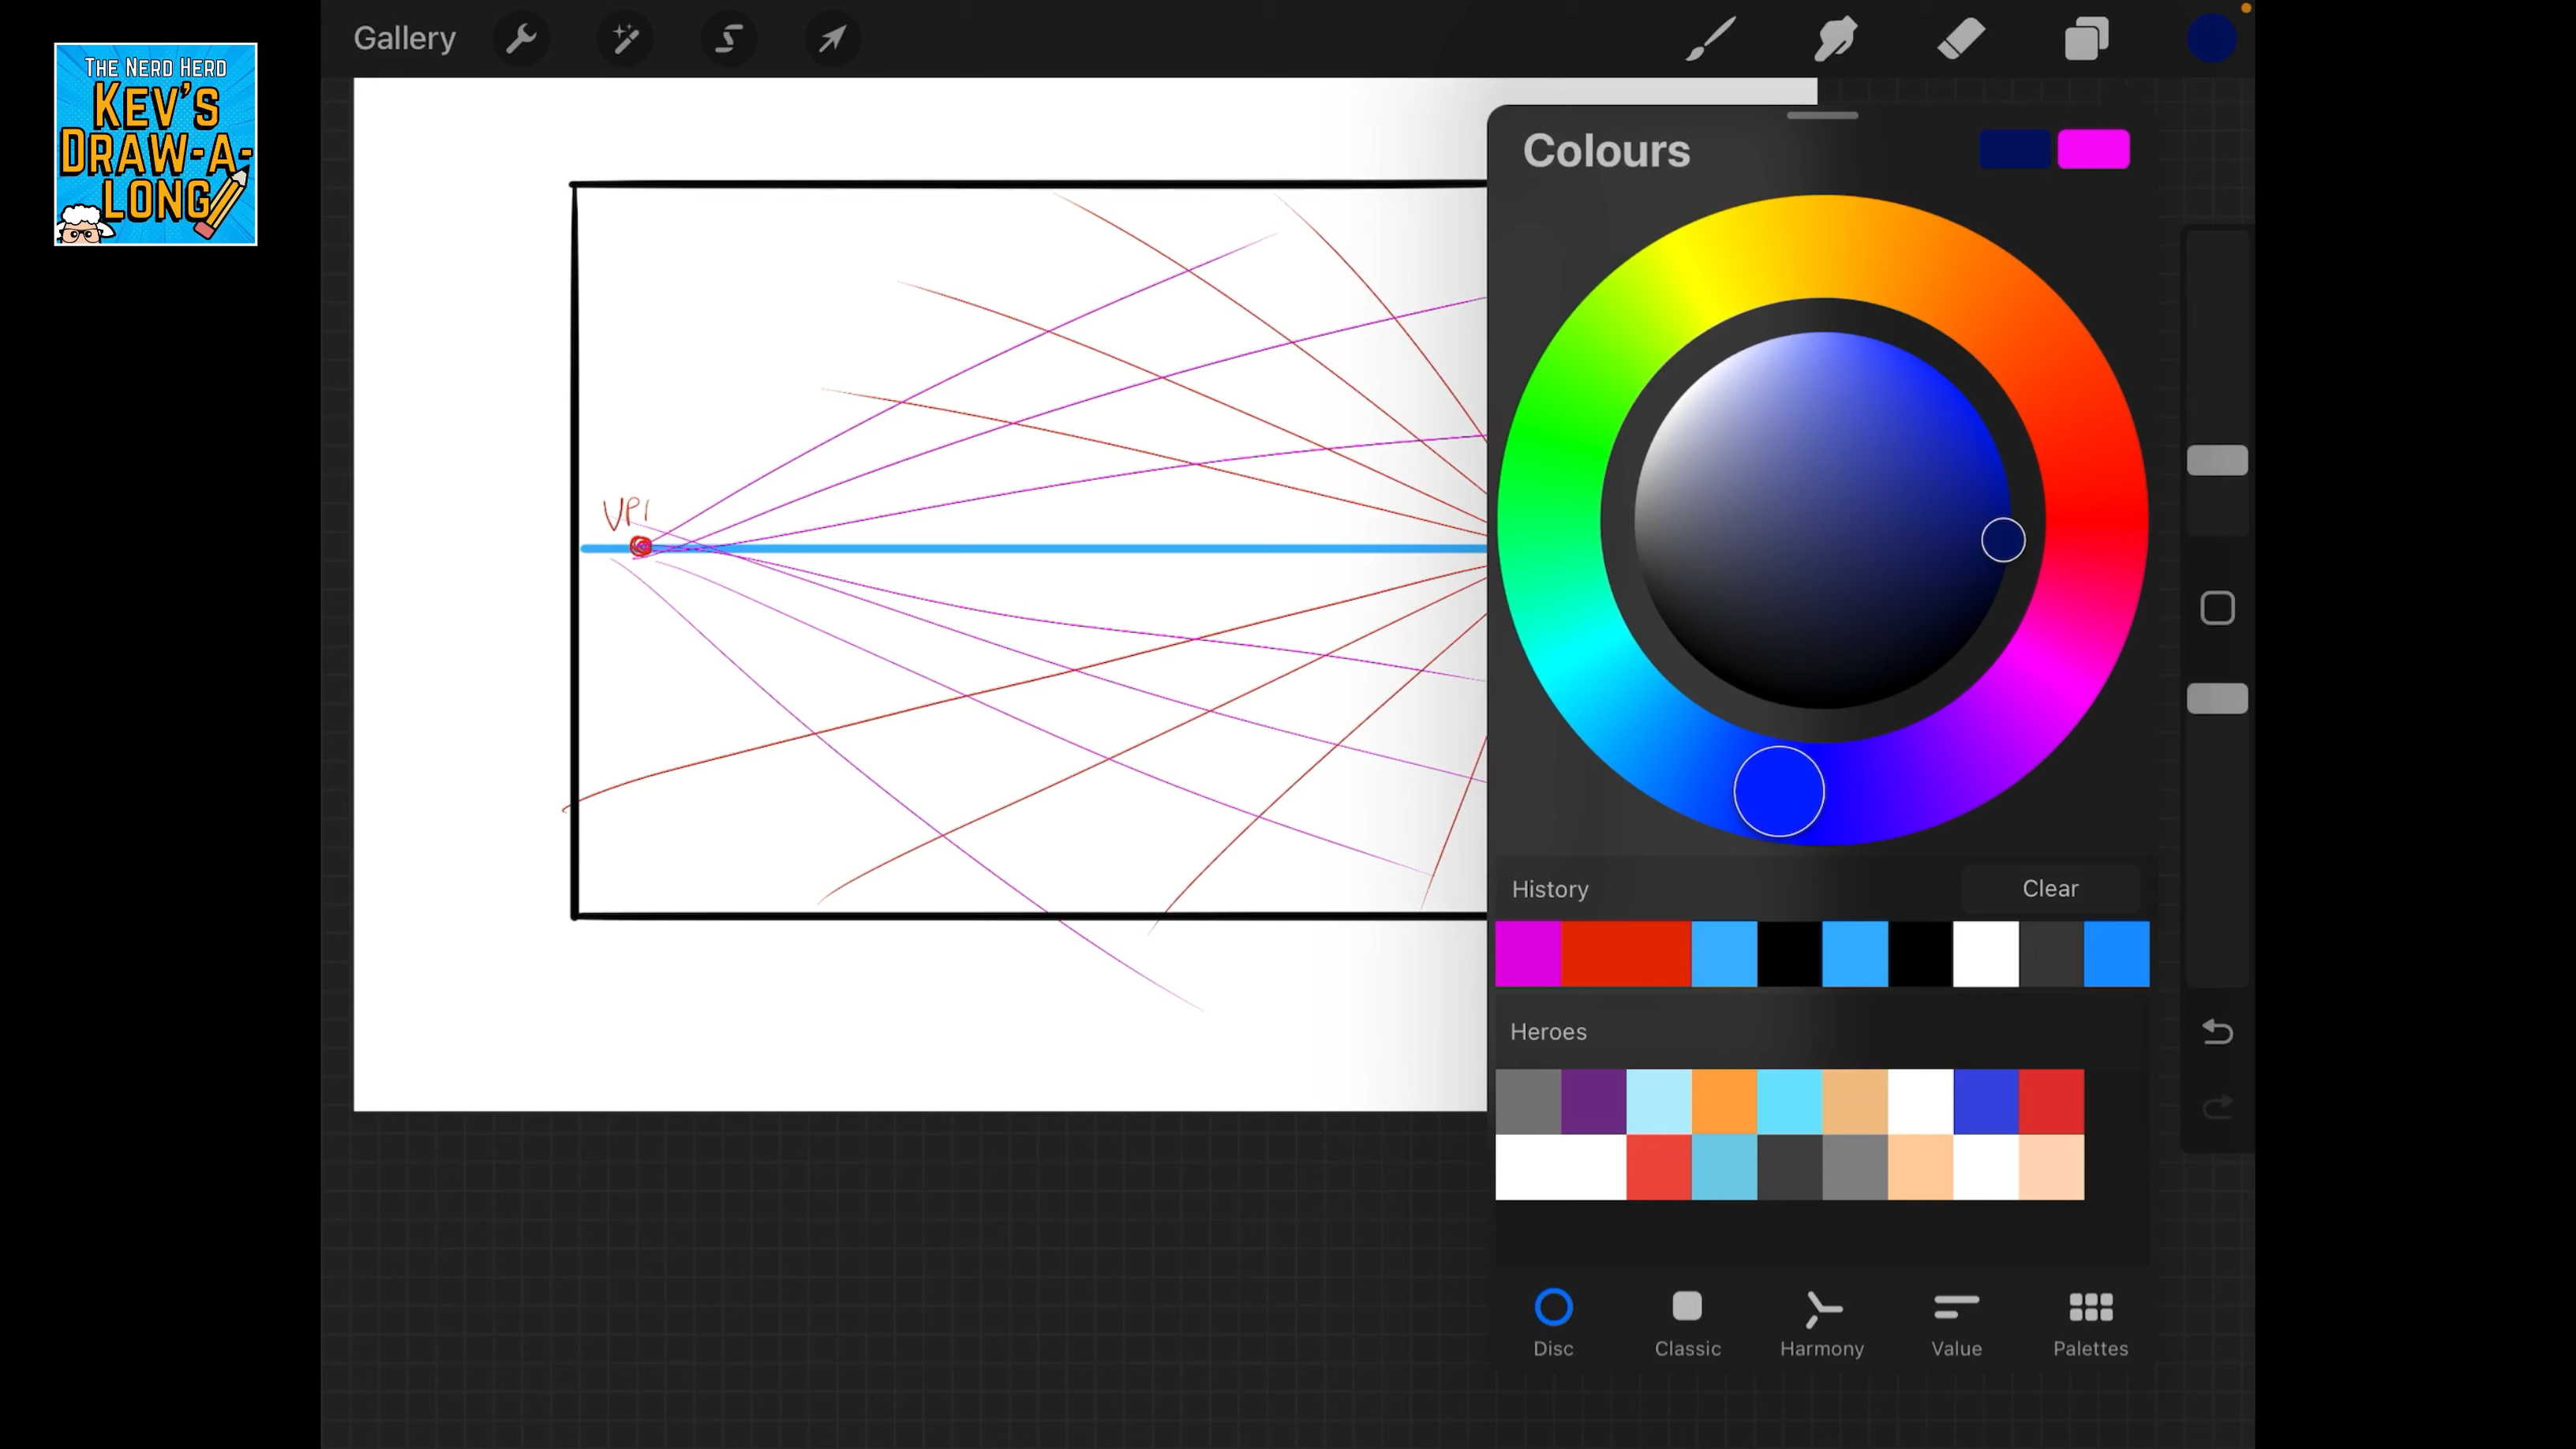 THE NERD HERD
KEV'S
DRAW-A-
LONG
Gallery
Colours
VP1
History
Clear
Heroes
Disc
Classic
Harmony
Value
Palettes